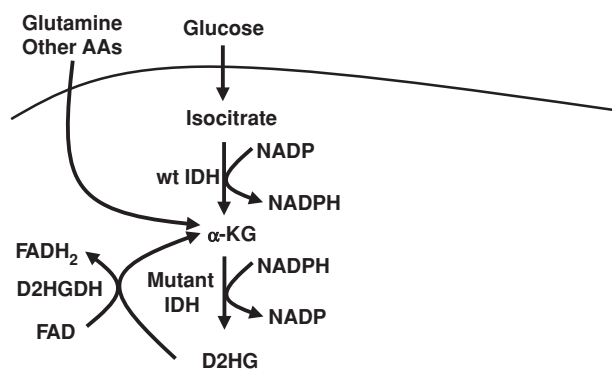 Glutamine
Other AAs
Glucose
Isocitrate
NADP
wt IDH
NADPH
α-KG
FADH₂
NADPH
Mutant
IDH
D2HGDH
NADP
FAD
D2HG